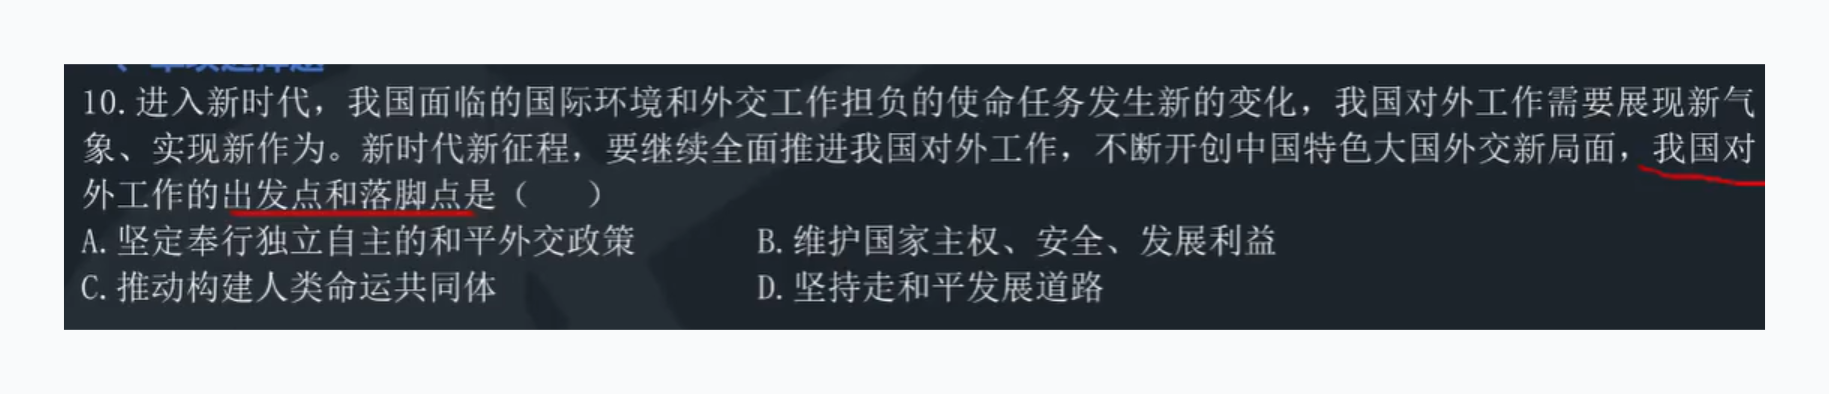 10.进入新时代，我国面临的国际环境和外交工作担负的使命任务发生新的变化，我国对外工作需要展现新气
象、实现新作为。新时代新征程，要继续全面推进我国对外工作，不断开创中国特色大国外交新局面，我国对
外工作的出发点和落脚点是（　　）
A.坚定奉行独立自主的和平外交政策　　B.维护国家主权、安全、发展利益
C.推动构建人类命运共同体　　D.坚持走和平发展道路